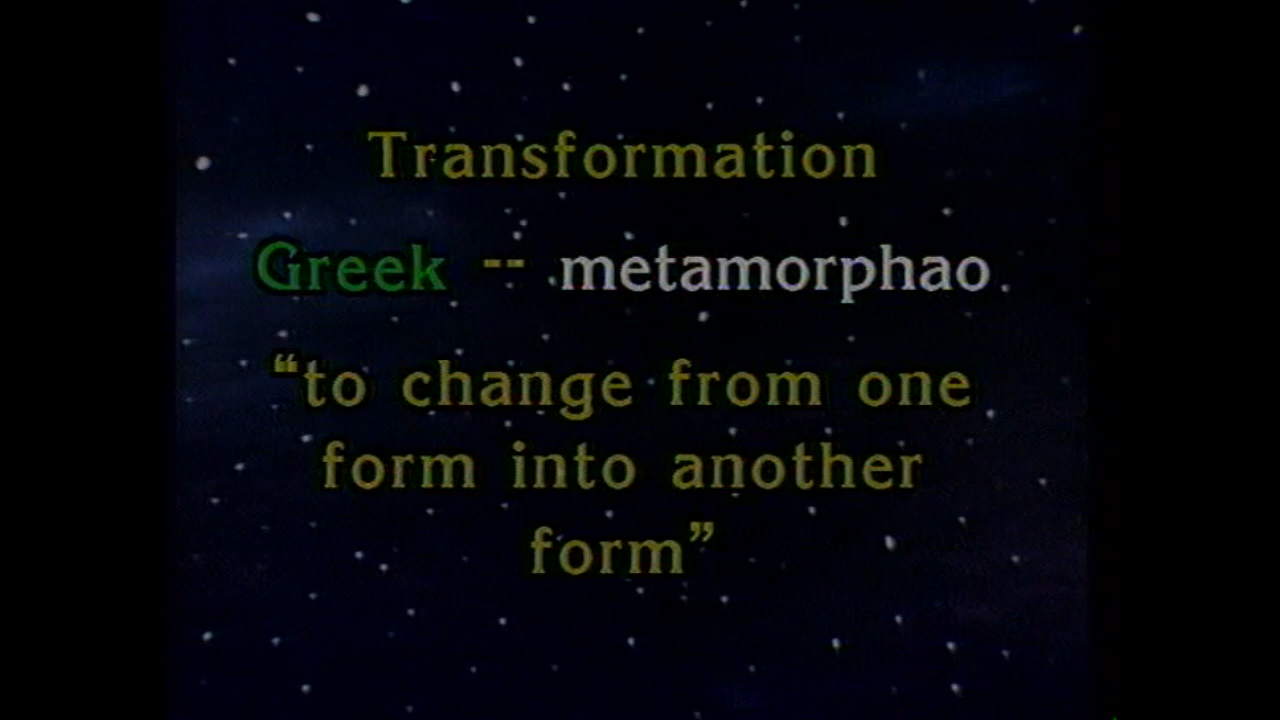 Transformation
Greek -- metamorphao
“to change from one
form into another
form”